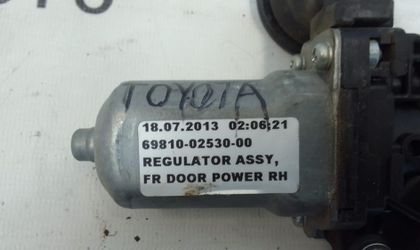 TOYOTA
18.07.2013 02:06:21
69810-02530-00
REGULATOR ASSY,
FR DOOR POWER RH